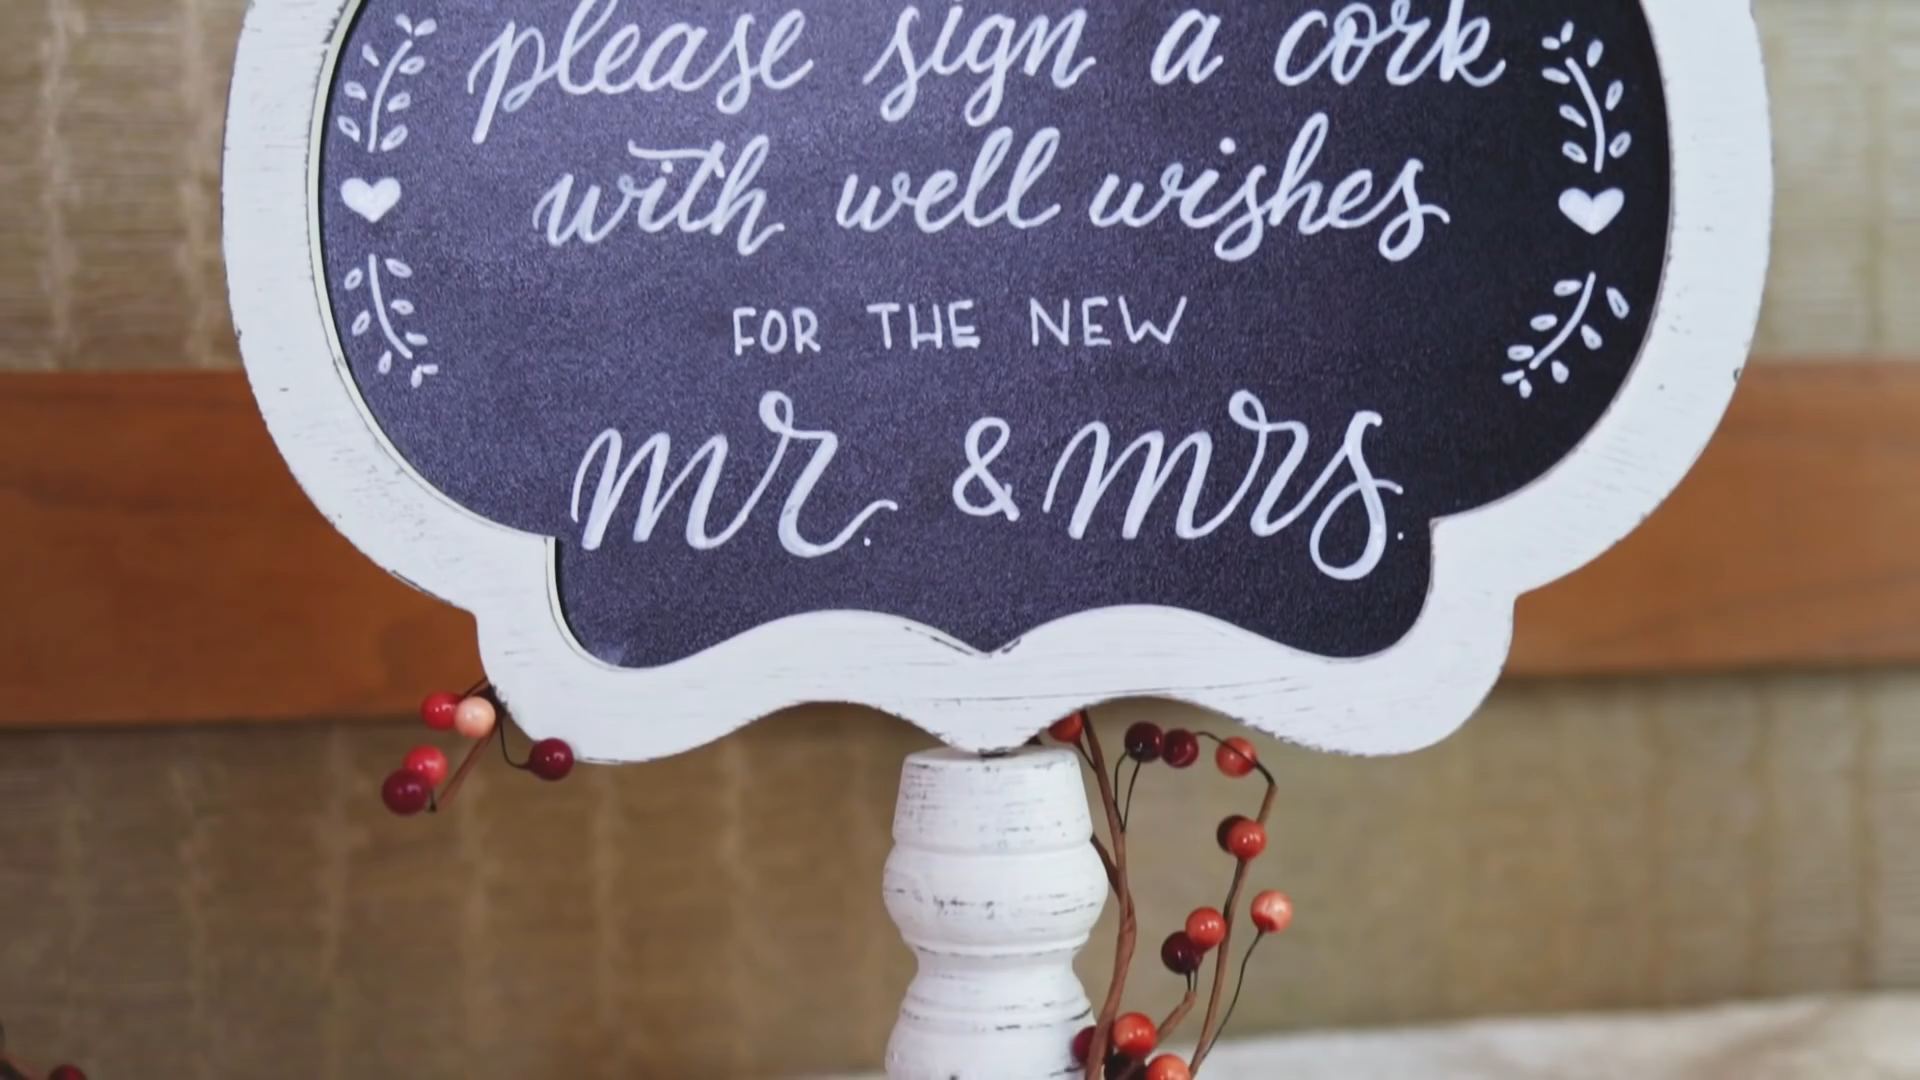 please sign a cork
with well wishes
FOR THE NEW
mr. & mrs.